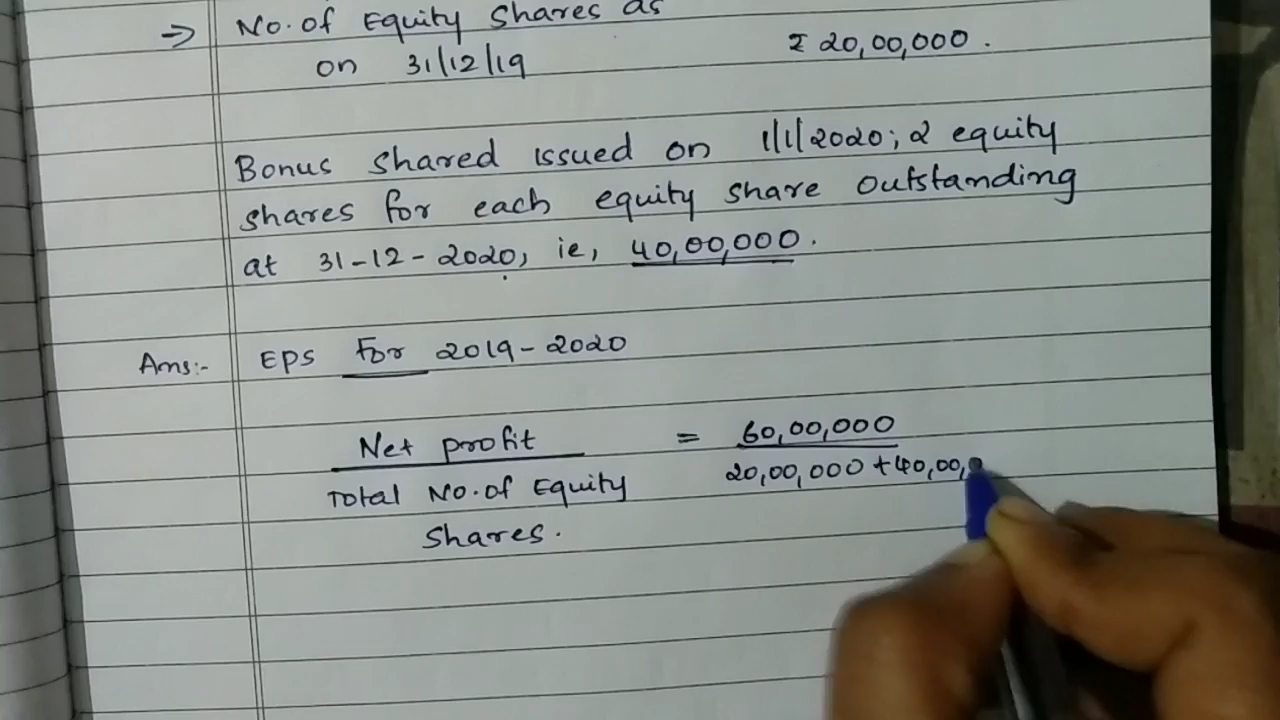 ⇒ No. of Equity Shares as
on 31/12/19 ₹ 20,00,000.
Bonus shared issued on 1/1/2020; 2 equity
shares for each equity share outstanding
at 31-12-2020, ie, 40,00,000.
Ans:- EPS For 2019-2020
Net profit = 60,00,000
Total No. of Equity 20,00,000 + 40,00,0
Shares.